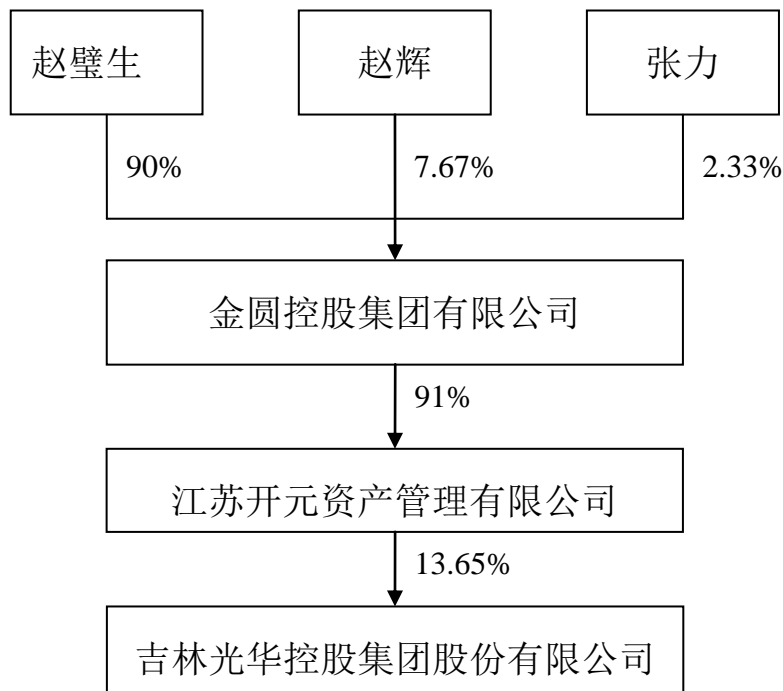 赵璧生
赵辉
张力
90%
7.67%
2.33%
金圆控股集团有限公司
91%
江苏开元资产管理有限公司
13.65%
吉林光华控股集团股份有限公司